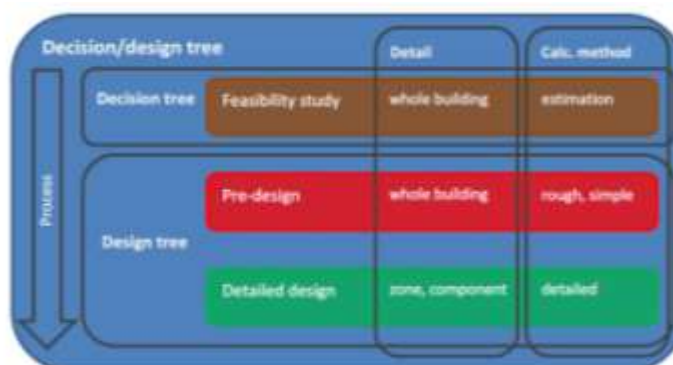 Decision/design tree
Detail
Calc. method
Decision tree
Feasibility study
whole building
estimation
Process
Pre-design
whole building
rough, simple
Design tree
Detailed design
zone, component
detailed